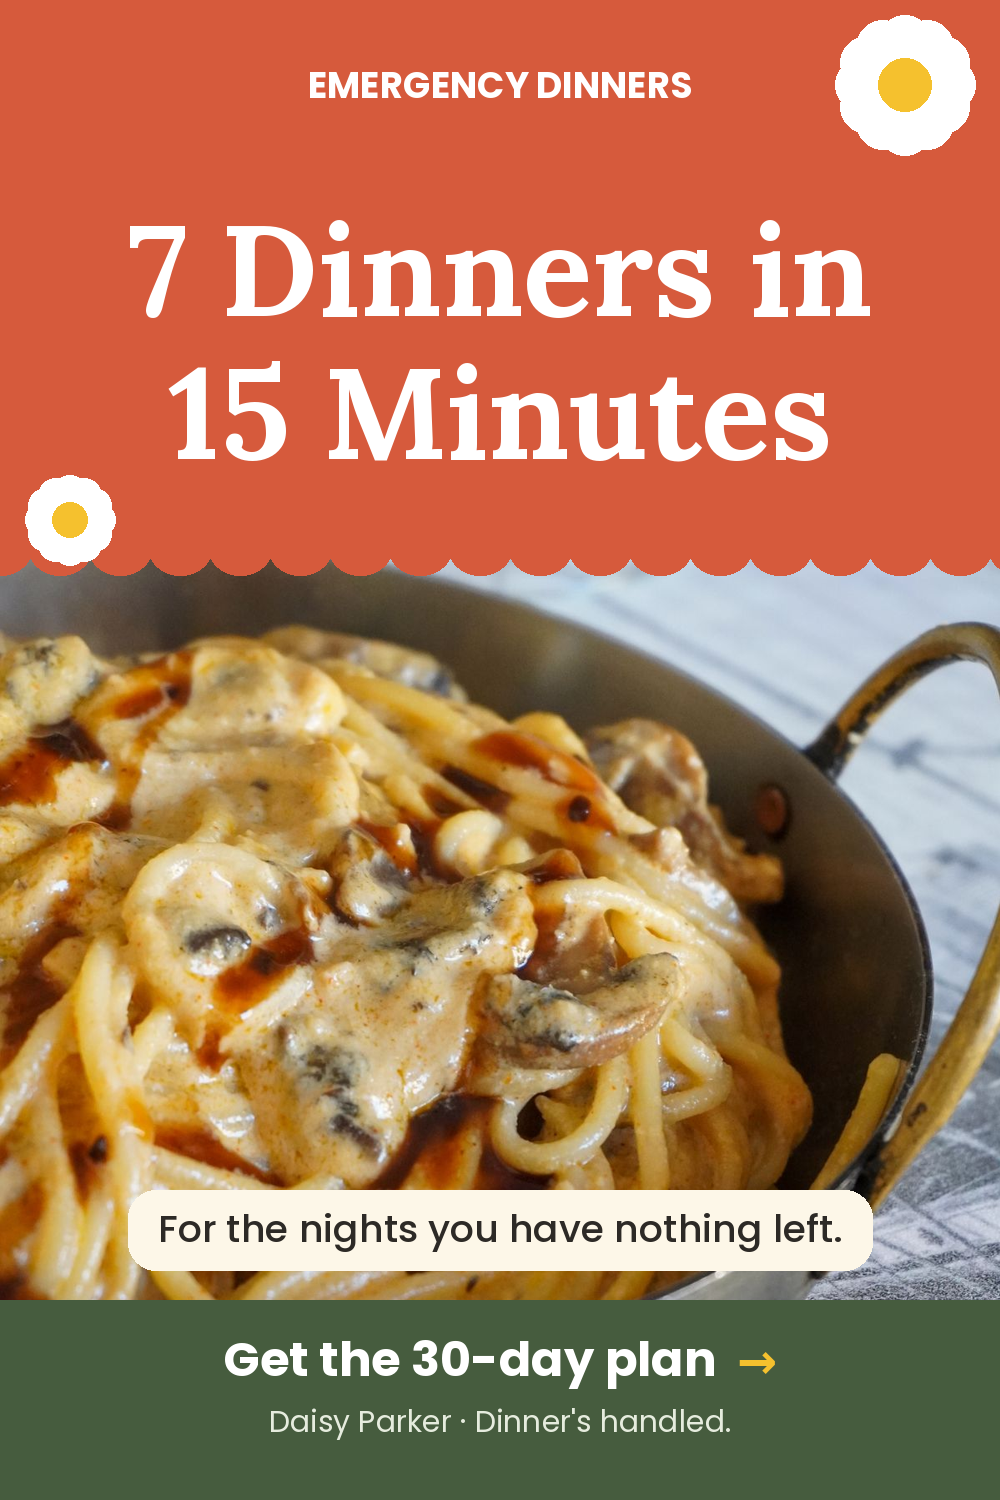 EMERGENCY DINNERS
7 Dinners in
15 Minutes
For the nights you have nothing left.
Get the 30-day plan →
Daisy Parker · Dinner's handled.